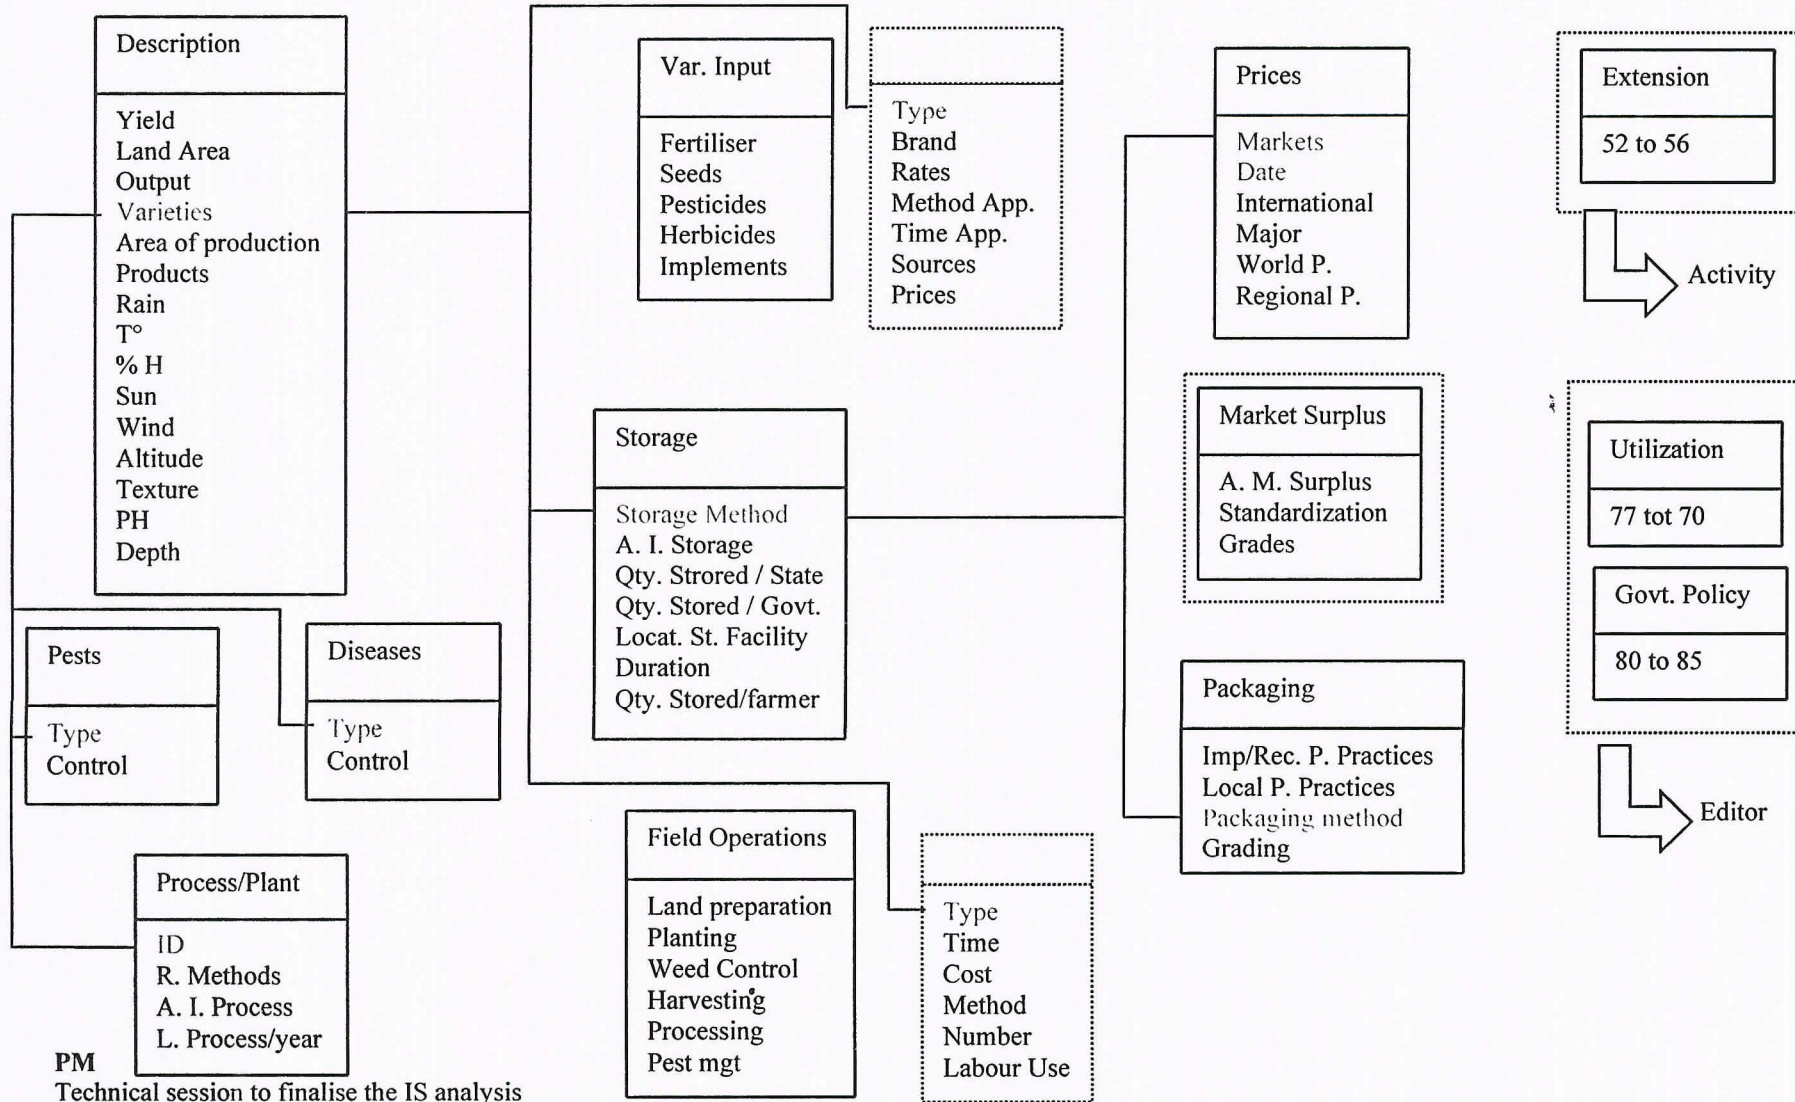 Description
Yield
Land Area
Output
Varieties
Area of production
Products
Rain
T°
% H
Sun
Wind
Altitude
Texture
PH
Depth
Pests
Type
Control
Diseases
Type
Control
Process/Plant
ID
R. Methods
A. I. Process
L. Process/year
PM
Technical session to finalise the IS analysis
Var. Input
Fertiliser
Seeds
Pesticides
Herbicides
Implements
Type
Brand
Rates
Method App.
Time App.
Sources
Prices
Storage
Storage Method
A. I. Storage
Qty. Strored / State
Qty. Stored / Govt.
Locat. St. Facility
Duration
Qty. Stored/farmer
Field Operations
Land preparation
Planting
Weed Control
Harvesting
Processing
Pest mgt
Type
Time
Cost
Method
Number
Labour Use
Prices
Markets
Date
International
Major
World P.
Regional P.
Market Surplus
A. M. Surplus
Standardization
Grades
Packaging
Imp/Rec. P. Practices
Local P. Practices
Packaging method
Grading
Extension
52 to 56
Activity
Utilization
77 tot 70
Govt. Policy
80 to 85
Editor